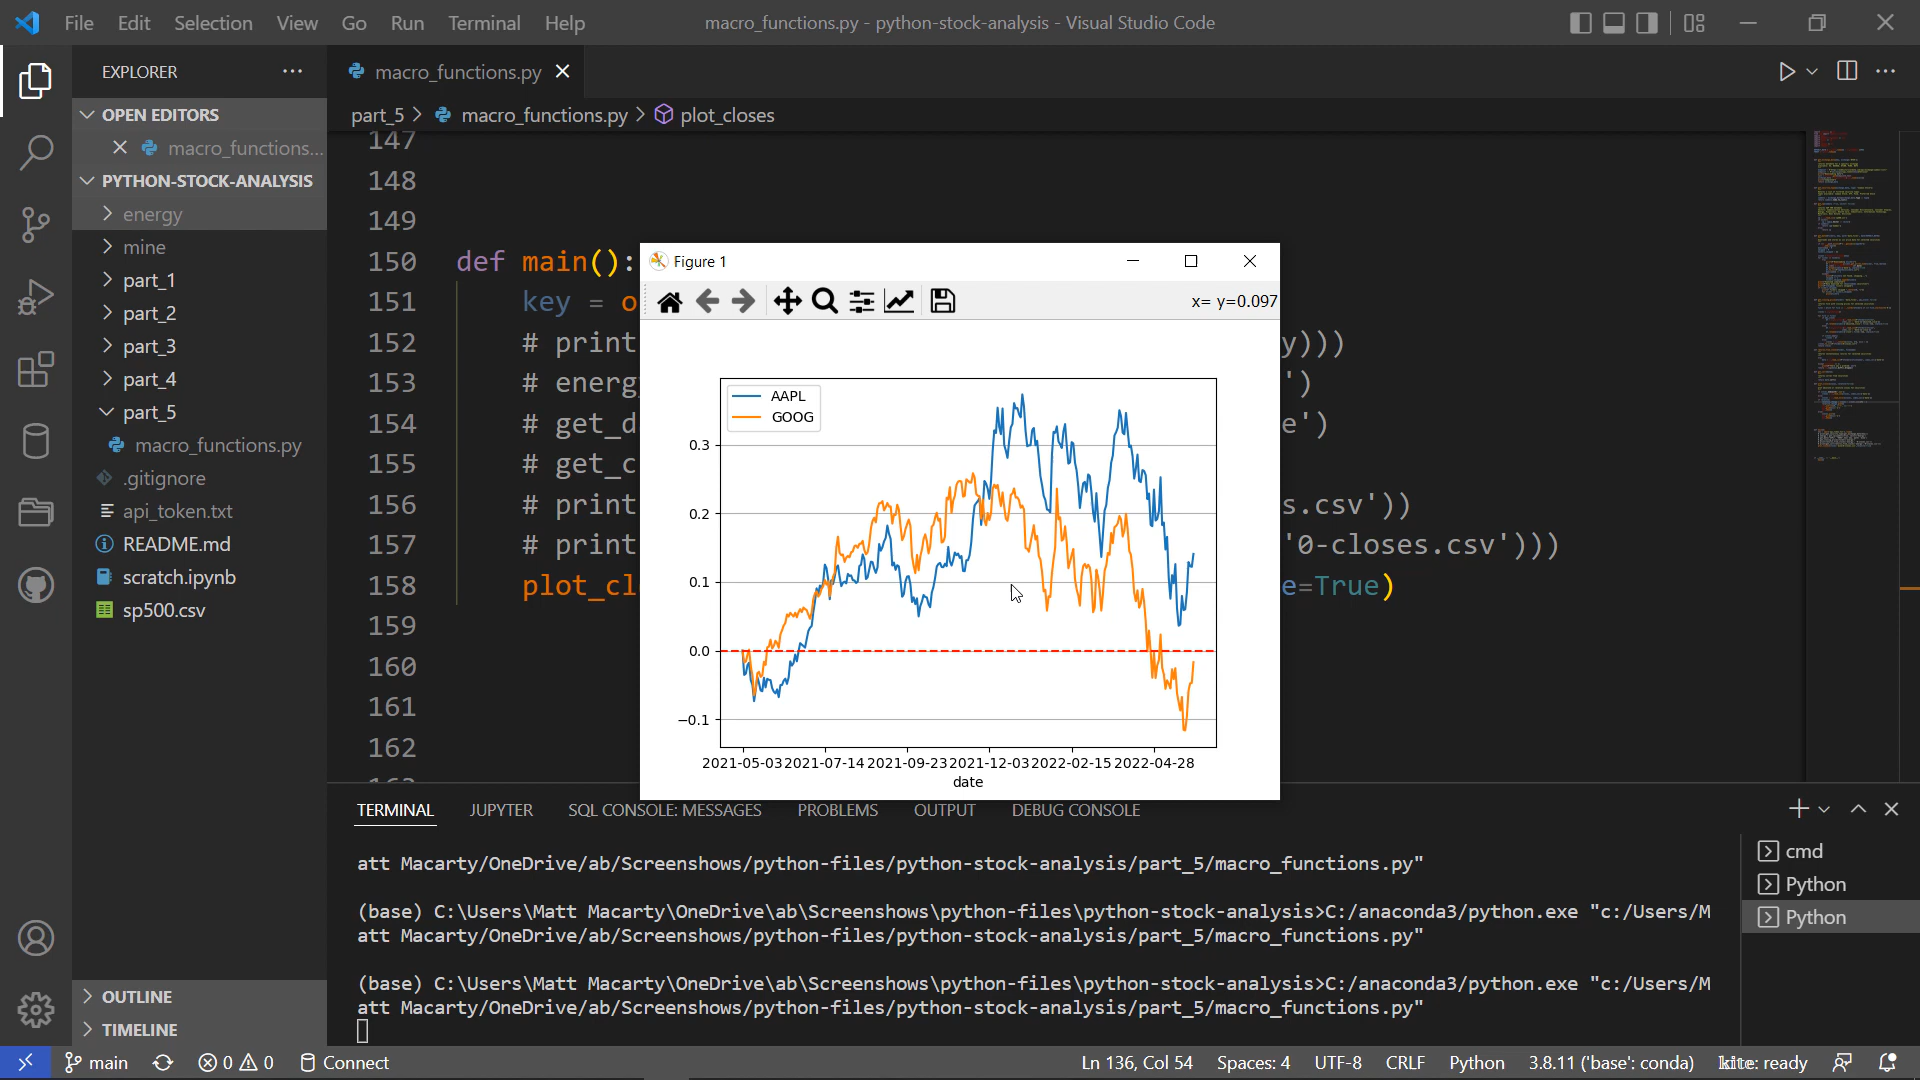 File Edit Selection View Go Run Terminal Help
macro_functions.py - python-stock-analysis - Visual Studio Code
EXPLORER
OPEN EDITORS
macro_functions...
PYTHON-STOCK-ANALYSIS
energy
mine
part_1
part_2
part_3
part_4
part_5
macro_functions.py
.gitignore
api_token.txt
README.md
scratch.ipynb
sp500.csv
OUTLINE
TIMELINE
macro_functions.py
part_5 > macro_functions.py > plot_closes
147
148
149
150 def main():
151 key = o
152 # print y)))
153 # energ ')
154 # get_d e')
155 # get_c
156 # print s.csv'))
157 # print '0-closes.csv')))
158 plot_cl e=True)
159
160
161
162
Figure 1
x= y=0.097
AAPL
GOOG
0.3
0.2
0.1
0.0
−0.1
2021-05-03 2021-07-14 2021-09-23 2021-12-03 2022-02-15 2022-04-28
date
TERMINAL JUPYTER SQL CONSOLE: MESSAGES PROBLEMS OUTPUT DEBUG CONSOLE
att Macarty/OneDrive/ab/Screenshows/python-files/python-stock-analysis/part_5/macro_functions.py"
(base) C:\Users\Matt Macarty\OneDrive\ab\Screenshows\python-files\python-stock-analysis>C:/anaconda3/python.exe "c:/Users/M
att Macarty/OneDrive/ab/Screenshows/python-files/python-stock-analysis/part_5/macro_functions.py"
(base) C:\Users\Matt Macarty\OneDrive\ab\Screenshows\python-files\python-stock-analysis>C:/anaconda3/python.exe "c:/Users/M
att Macarty/OneDrive/ab/Screenshows/python-files/python-stock-analysis/part_5/macro_functions.py"
cmd
Python
Python
main 0 0 Connect
Ln 136, Col 54 Spaces: 4 UTF-8 CRLF Python 3.8.11 ('base': conda) kite: ready